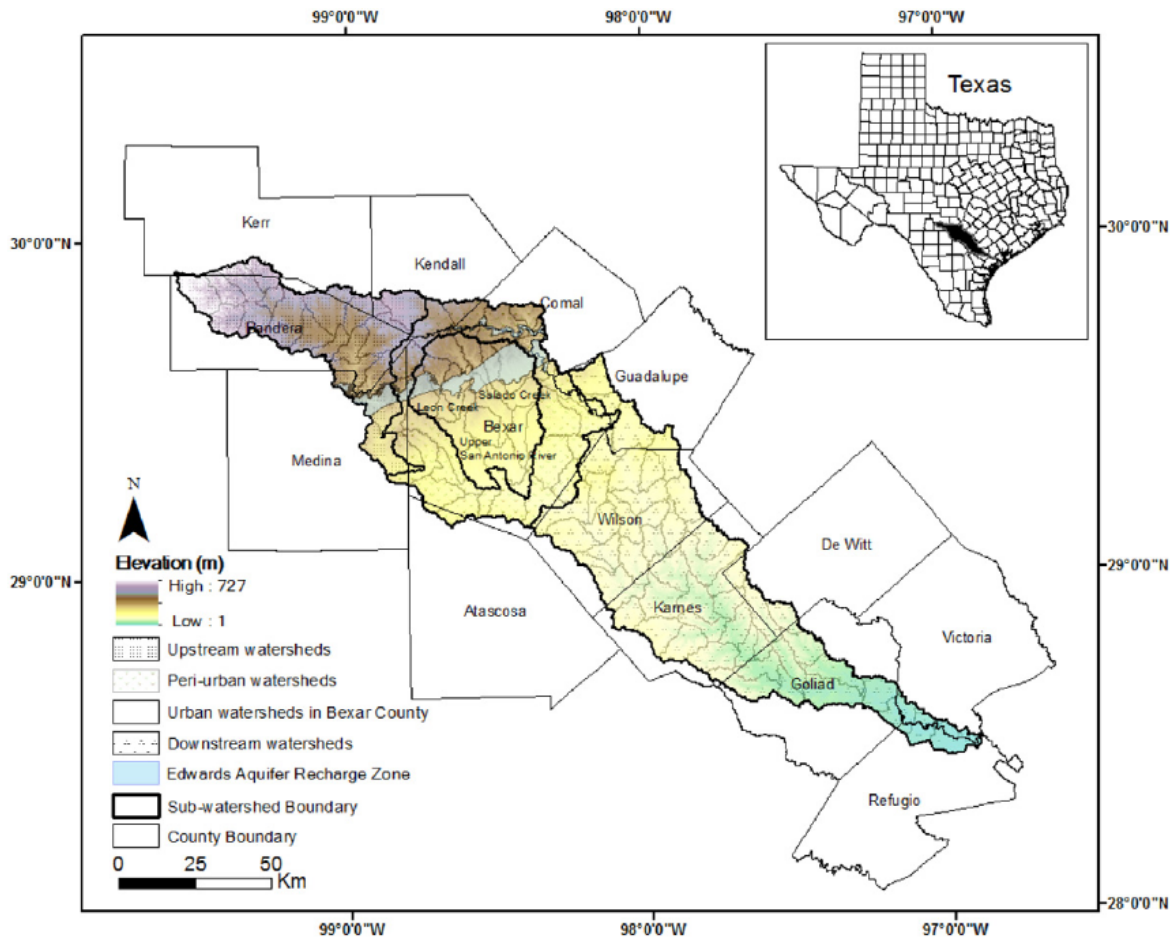 99°0'0"W
98°0'0"W
97°0'0"W
Texas
30°0'0"N
30°0'0"N
Kerr
Kendall
Comal
Bandera
Guadalupe
Leon Creek
Salado Creek
Bexar
Upper
San Antonio River
Medina
Wilson
De Witt
N
Elevation (m)
High : 727
Low : 1
29°0'0"N
29°0'0"N
Atascosa
Karnes
Victoria
Goliad
Refugio
Upstream watersheds
Peri-urban watersheds
Urban watersheds in Bexar County
Downstream watersheds
Edwards Aquifer Recharge Zone
Sub-watershed Boundary
County Boundary
0 25 50
Km
28°0'0"N
99°0'0"W
98°0'0"W
97°0'0"W